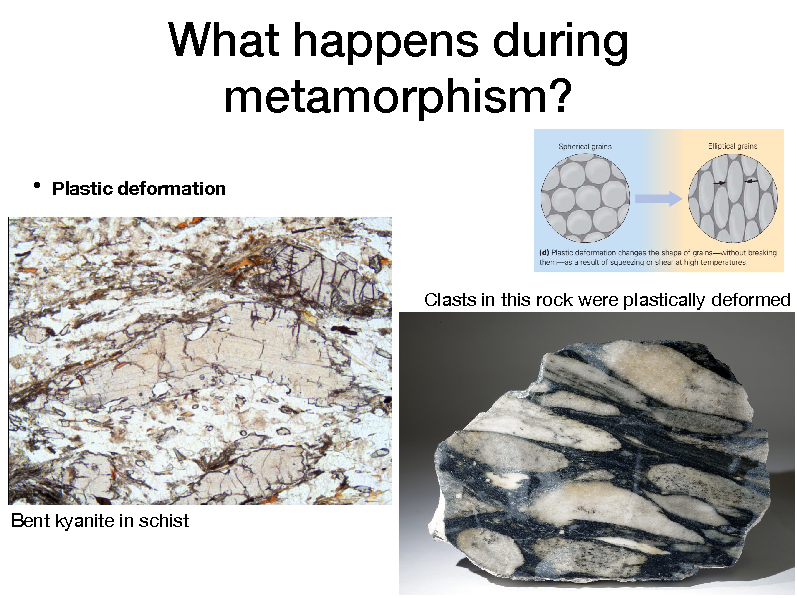 What happens during
metamorphism?
• Plastic deformation
Spherical grains
Elliptical grains
(d) Plastic deformation changes the shape of grains—without breaking
them—as a result of squeezing or shear at high temperatures.
Clasts in this rock were plastically deformed
Bent kyanite in schist